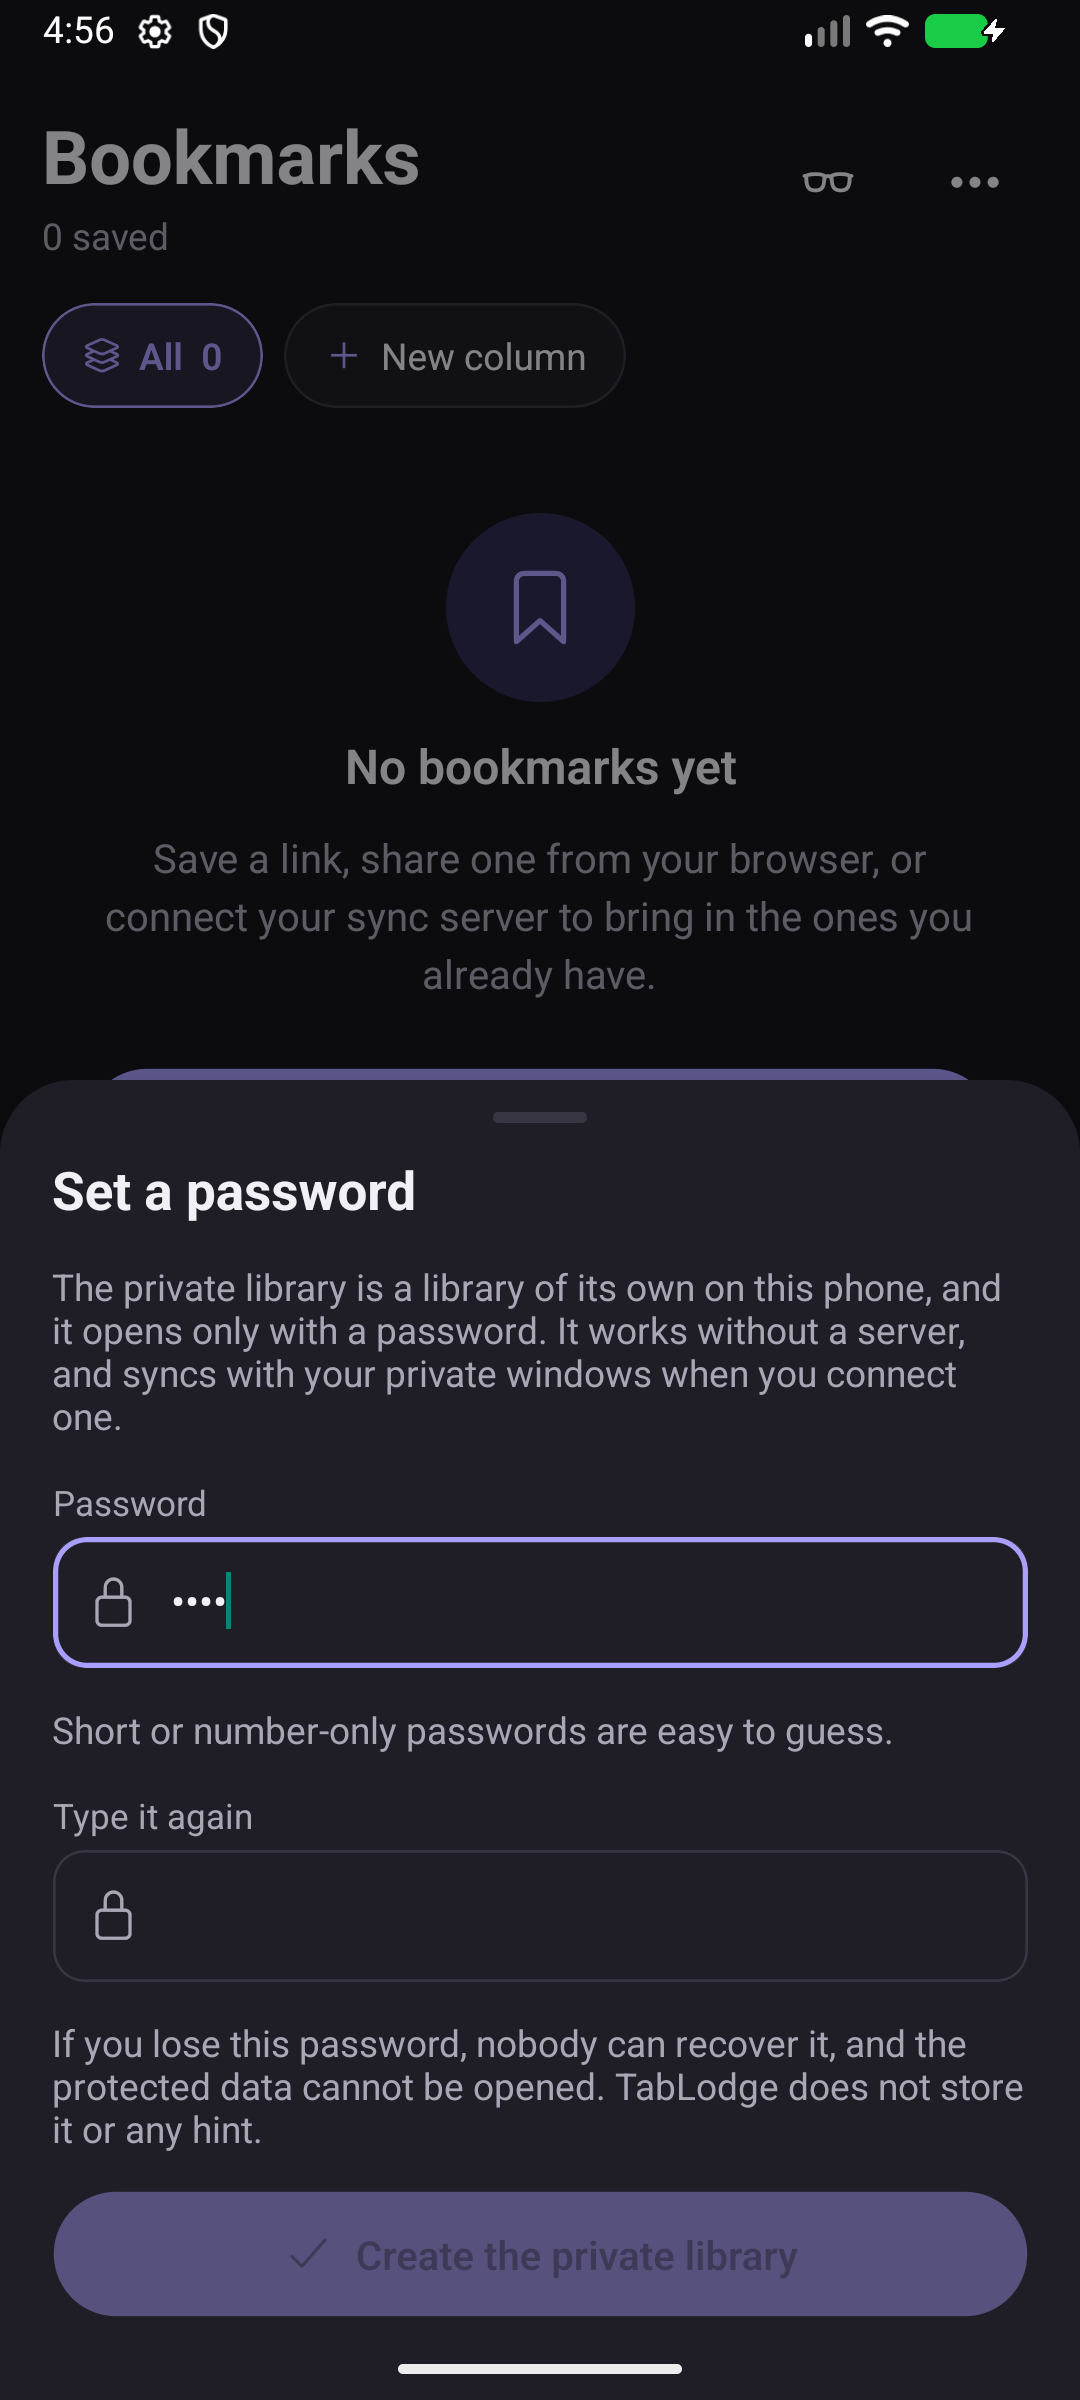 4:56
Bookmarks
0 saved
All 0
New column
No bookmarks yet
Save a link, share one from your browser, or
connect your sync server to bring in the ones you
already have.
Set a password
The private library is a library of its own on this phone, and
it opens only with a password. It works without a server,
and syncs with your private windows when you connect
one.
Password
••••
Short or number-only passwords are easy to guess.
Type it again
If you lose this password, nobody can recover it, and the
protected data cannot be opened. TabLodge does not store
it or any hint.
Create the private library